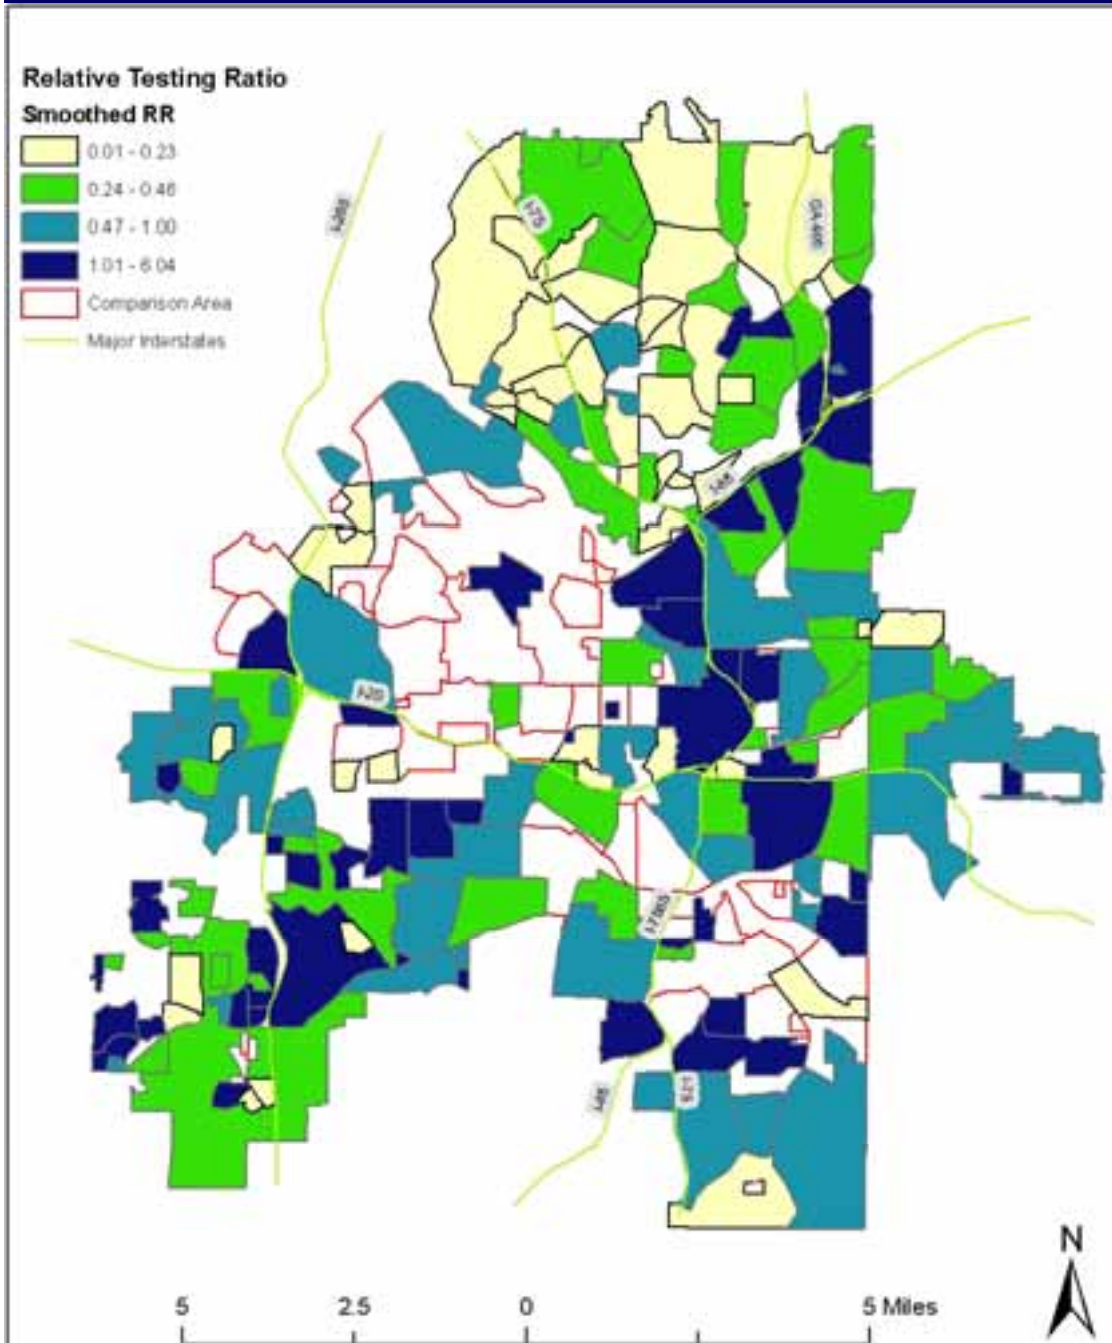 Relative Testing Ratio
Smoothed RR
0.01 - 0.23
0.24 - 0.46
0.47 - 1.00
1.01 - 6.04
Comparison Area
Major Interstates
I-285
I-75
GA-400
I-85
I-20
I-75/85
I-85
I-75
N
5 2.5 0 5 Miles